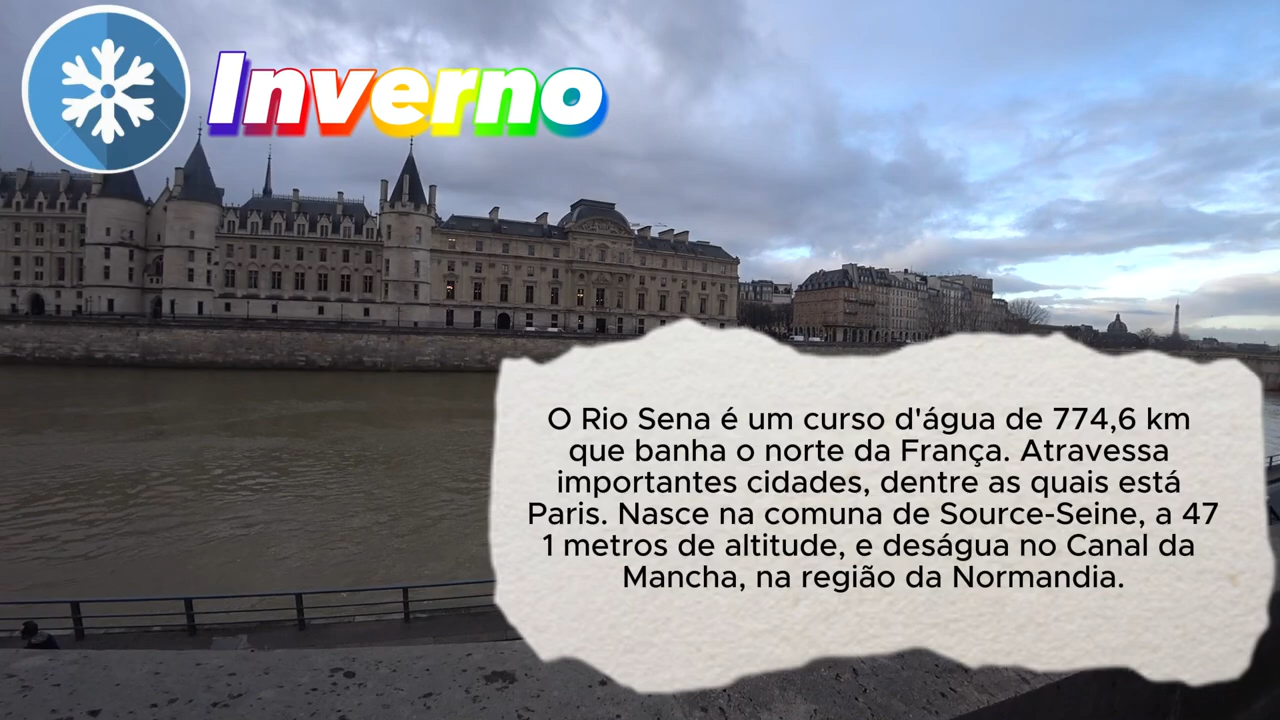 Inverno
O Rio Sena é um curso d'água de 774,6 km
que banha o norte da França. Atravessa
importantes cidades, dentre as quais está
Paris. Nasce na comuna de Source-Seine, a 47
1 metros de altitude, e deságua no Canal da
Mancha, na região da Normandia.